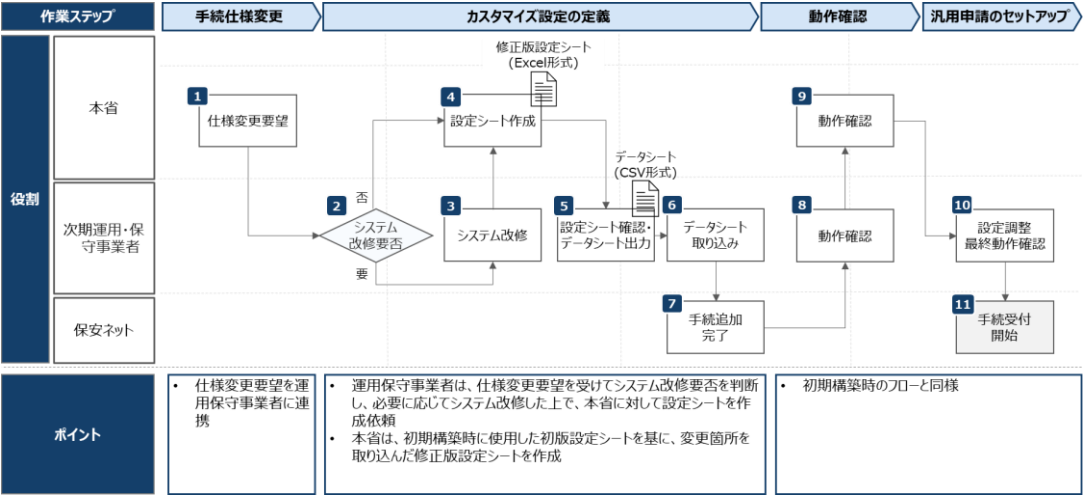 作業ステップ
手続仕様変更
カスタマイズ設定の定義
動作確認
汎用申請のセットアップ
役割
本省
次期運用・保
守事業者
保安ネット
1
仕様変更要望
2
システム
改修要否
否
要
3
システム改修
修正版設定シート
(Excel形式)
4
設定シート作成
データシート
(CSV形式)
5
設定シート確認・
データシート出力
6
データシート
取り込み
7
手続追加
完了
8
動作確認
9
動作確認
10
設定調整
最終動作確認
11
手続受付
開始
ポイント
• 仕様変更要望を運
用保守事業者に連
携
• 運用保守事業者は、仕様変更要望を受けてシステム改修要否を判断
し、必要に応じてシステム改修した上で、本省に対して設定シートを作
成依頼
• 本省は、初期構築時に使用した初版設定シートを基に、変更箇所を
取り込んだ修正版設定シートを作成
• 初期構築時のフローと同様